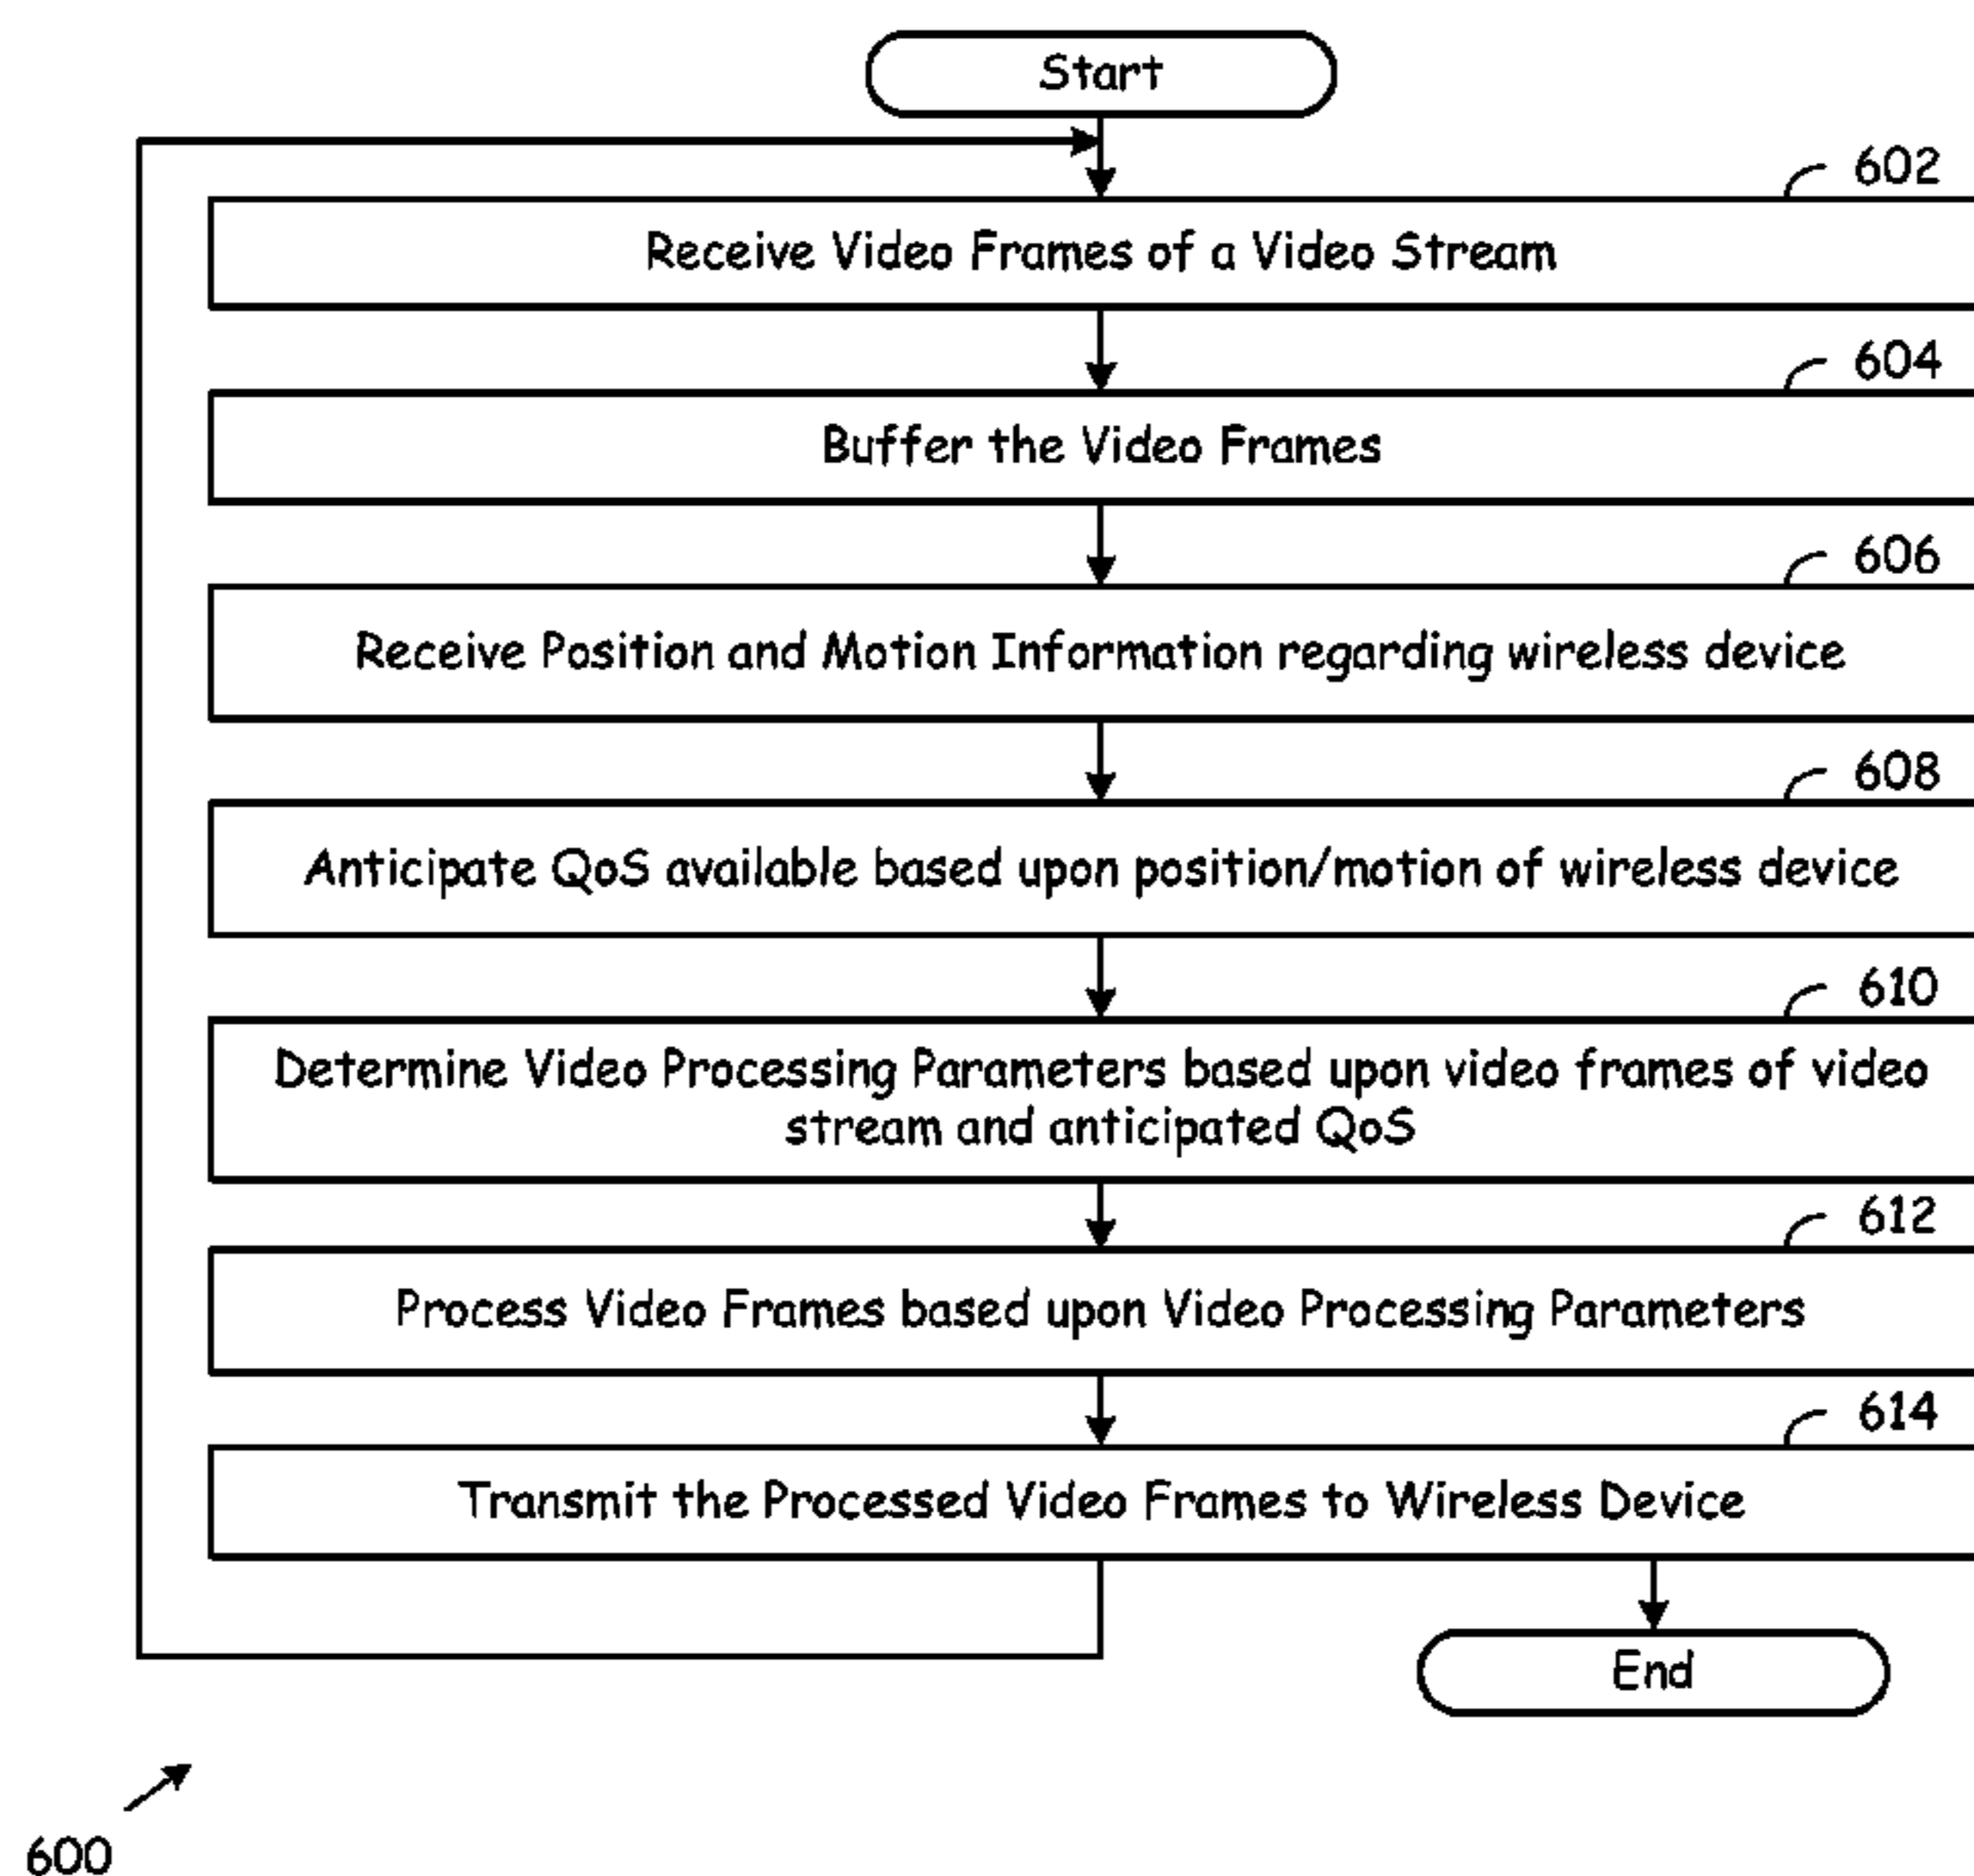 Start
602
Receive Video Frames of a Video Stream
604
Buffer the Video Frames
606
Receive Position and Motion Information regarding wireless device
608
Anticipate QoS available based upon position/motion of wireless device
610
Determine Video Processing Parameters based upon video frames of video
stream and anticipated QoS
612
Process Video Frames based upon Video Processing Parameters
614
Transmit the Processed Video Frames to Wireless Device
End
600